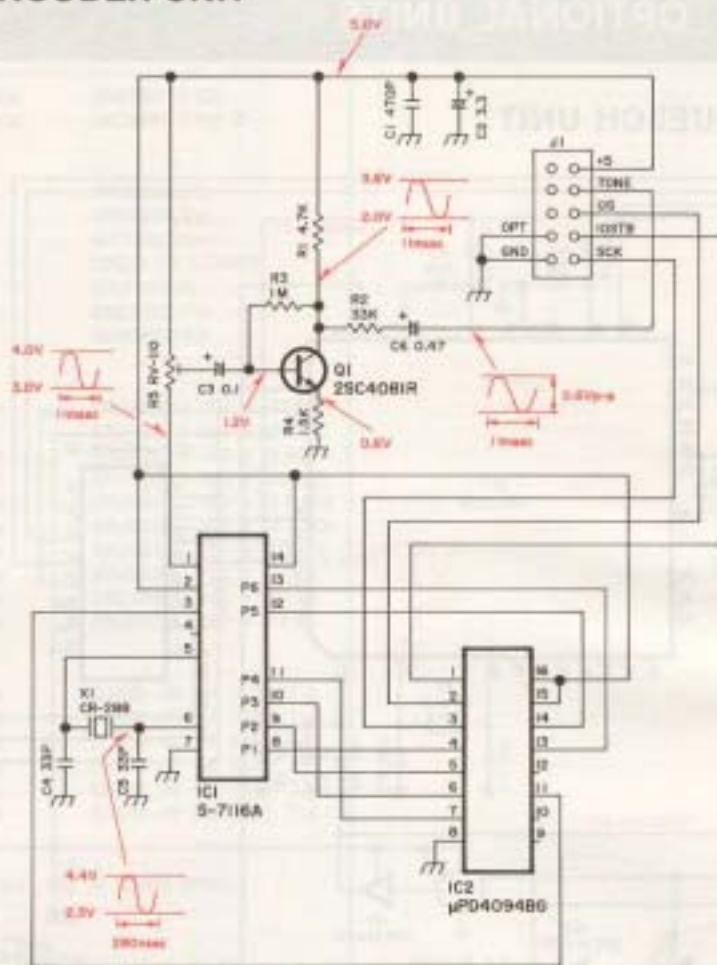 5.0V
C1 470P
C2 3.3
J1
+5
TONE
DS
OPT
IOSTB
GND
SCK
3.6V
2.0V
1msec
R1 4.7K
R3
1M
R2
33K
C6 0.47
4.0V
3.0V
1msec
R5 RV-110
C3 0.1
Q1
2SC4081R
1.2V
R4
1.5K
0.6V
0.8Vp-p
1msec
1
14
2
P6
13
3
P5
12
4
5
P4
11
P3
10
6
P2
9
7
P1
8
X1
CR-288
C4 33P
C5 33P
IC1
S-7116A
4.4V
2.3V
280nsec
1
16
2
15
3
14
4
13
5
12
6
11
7
10
8
9
IC2
µPD4094BG